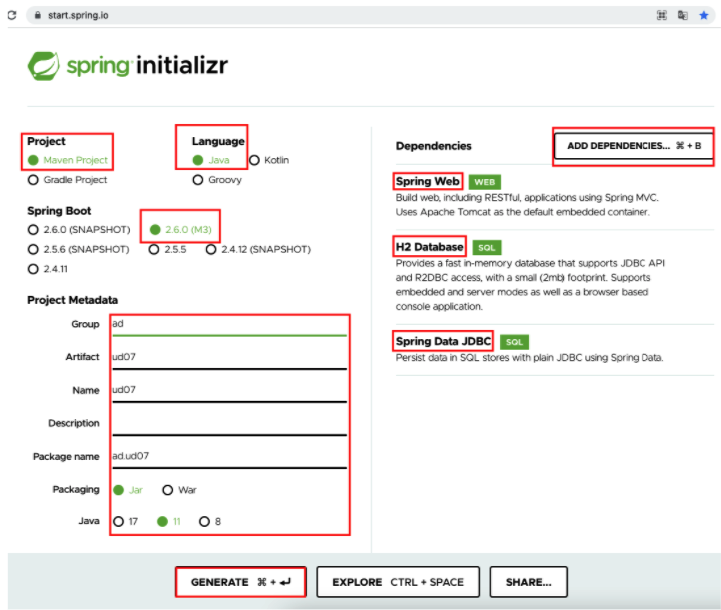 start.spring.io
spring initializr
Project
Maven Project
Gradle Project
Language
Java Kotlin
Groovy
Spring Boot
2.6.0 (SNAPSHOT) 2.6.0 (M3)
2.5.6 (SNAPSHOT) 2.5.5 2.4.12 (SNAPSHOT)
2.4.11
Project Metadata
Group ad
Artifact ud07
Name ud07
Description
Package name ad.ud07
Packaging Jar War
Java 17 11 8
Dependencies ADD DEPENDENCIES... ⌘ + B
Spring Web WEB
Build web, including RESTful, applications using Spring MVC.
Uses Apache Tomcat as the default embedded container.
H2 Database SQL
Provides a fast in-memory database that supports JDBC API
and R2DBC access, with a small (2mb) footprint. Supports
embedded and server modes as well as a browser based
console application.
Spring Data JDBC SQL
Persist data in SQL stores with plain JDBC using Spring Data.
GENERATE ⌘ + ↵ EXPLORE CTRL + SPACE SHARE...